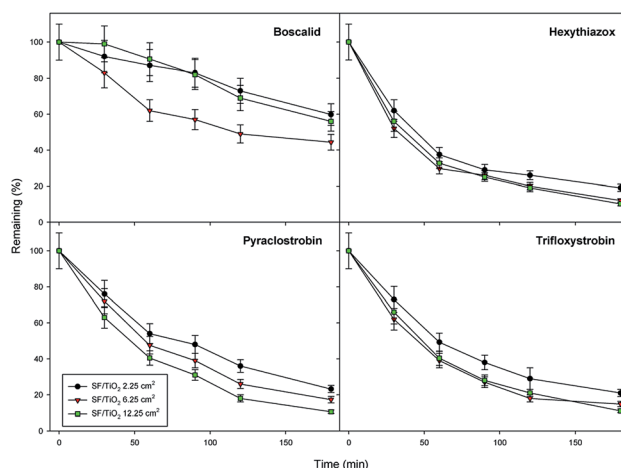 Boscalid
Hexythiazox
100
80
60
40
20
0
Pyraclostrobin
Trifloxystrobin
100
80
60
40
20
0
SF/TiO₂ 2.25 cm²
SF/TiO₂ 6.25 cm²
SF/TiO₂ 12.25 cm²
0 50 100 150
0 50 100 150
Remaining (%)
Time (min)